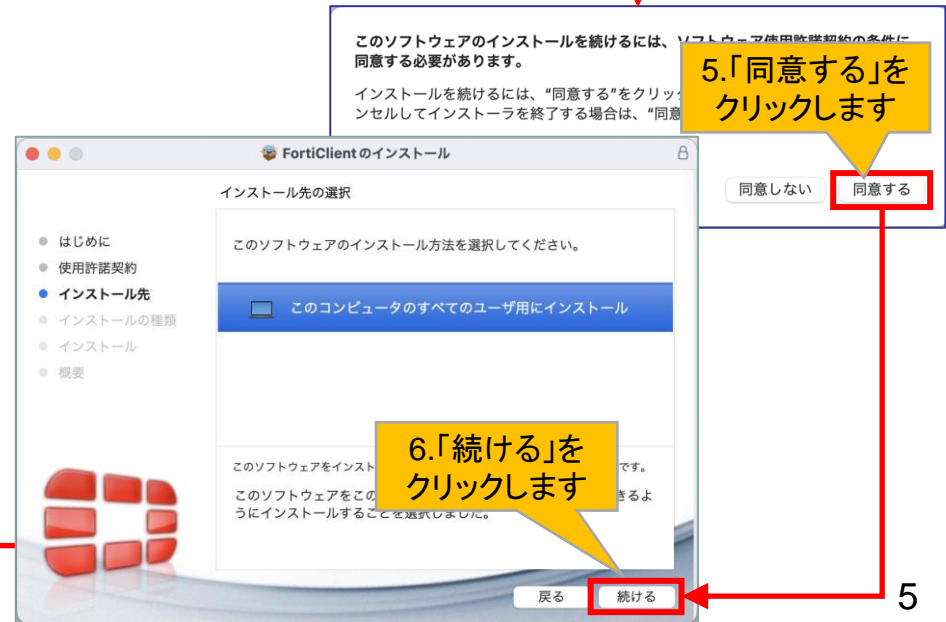 このソフトウェアのインストールを続けるには、ソフトウェア使用許諾契約の条件に
同意する必要があります。
インストールを続けるには、"同意する"をクリッ
ンセルしてインストーラを終了する場合は、"同意
5.「同意する」を
クリックします
同意しない
同意する
FortiClientのインストール
インストール先の選択
はじめに
使用許諾契約
インストール先
インストールの種類
インストール
概要
このソフトウェアのインストール方法を選択してください。
このコンピュータのすべてのユーザ用にインストール
6.「続ける」を
クリックします
このソフトウェアをインスト
です。
このソフトウェアをこの
きるよ
うにインストールすることを選択しました。
戻る
続ける
5